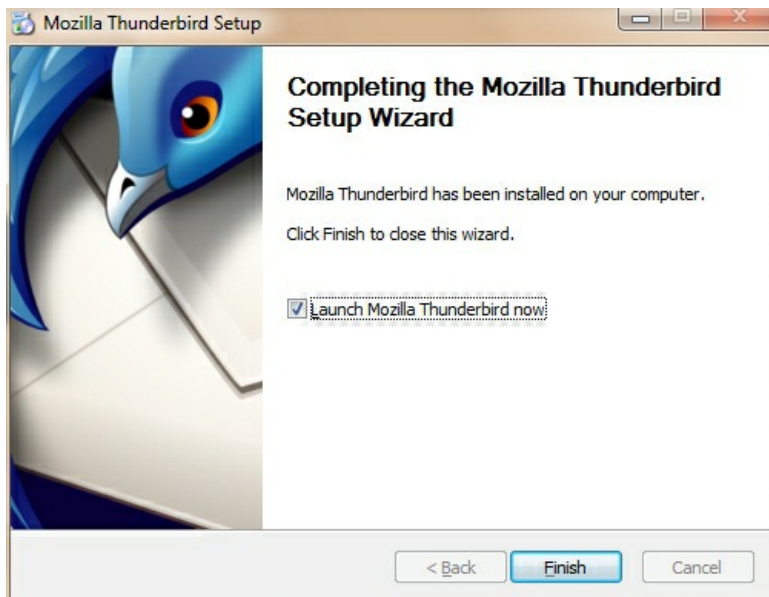 Mozilla Thunderbird Setup
Completing the Mozilla Thunderbird
Setup Wizard
Mozilla Thunderbird has been installed on your computer.
Click Finish to close this wizard.
Launch Mozilla Thunderbird now
< Back Finish Cancel